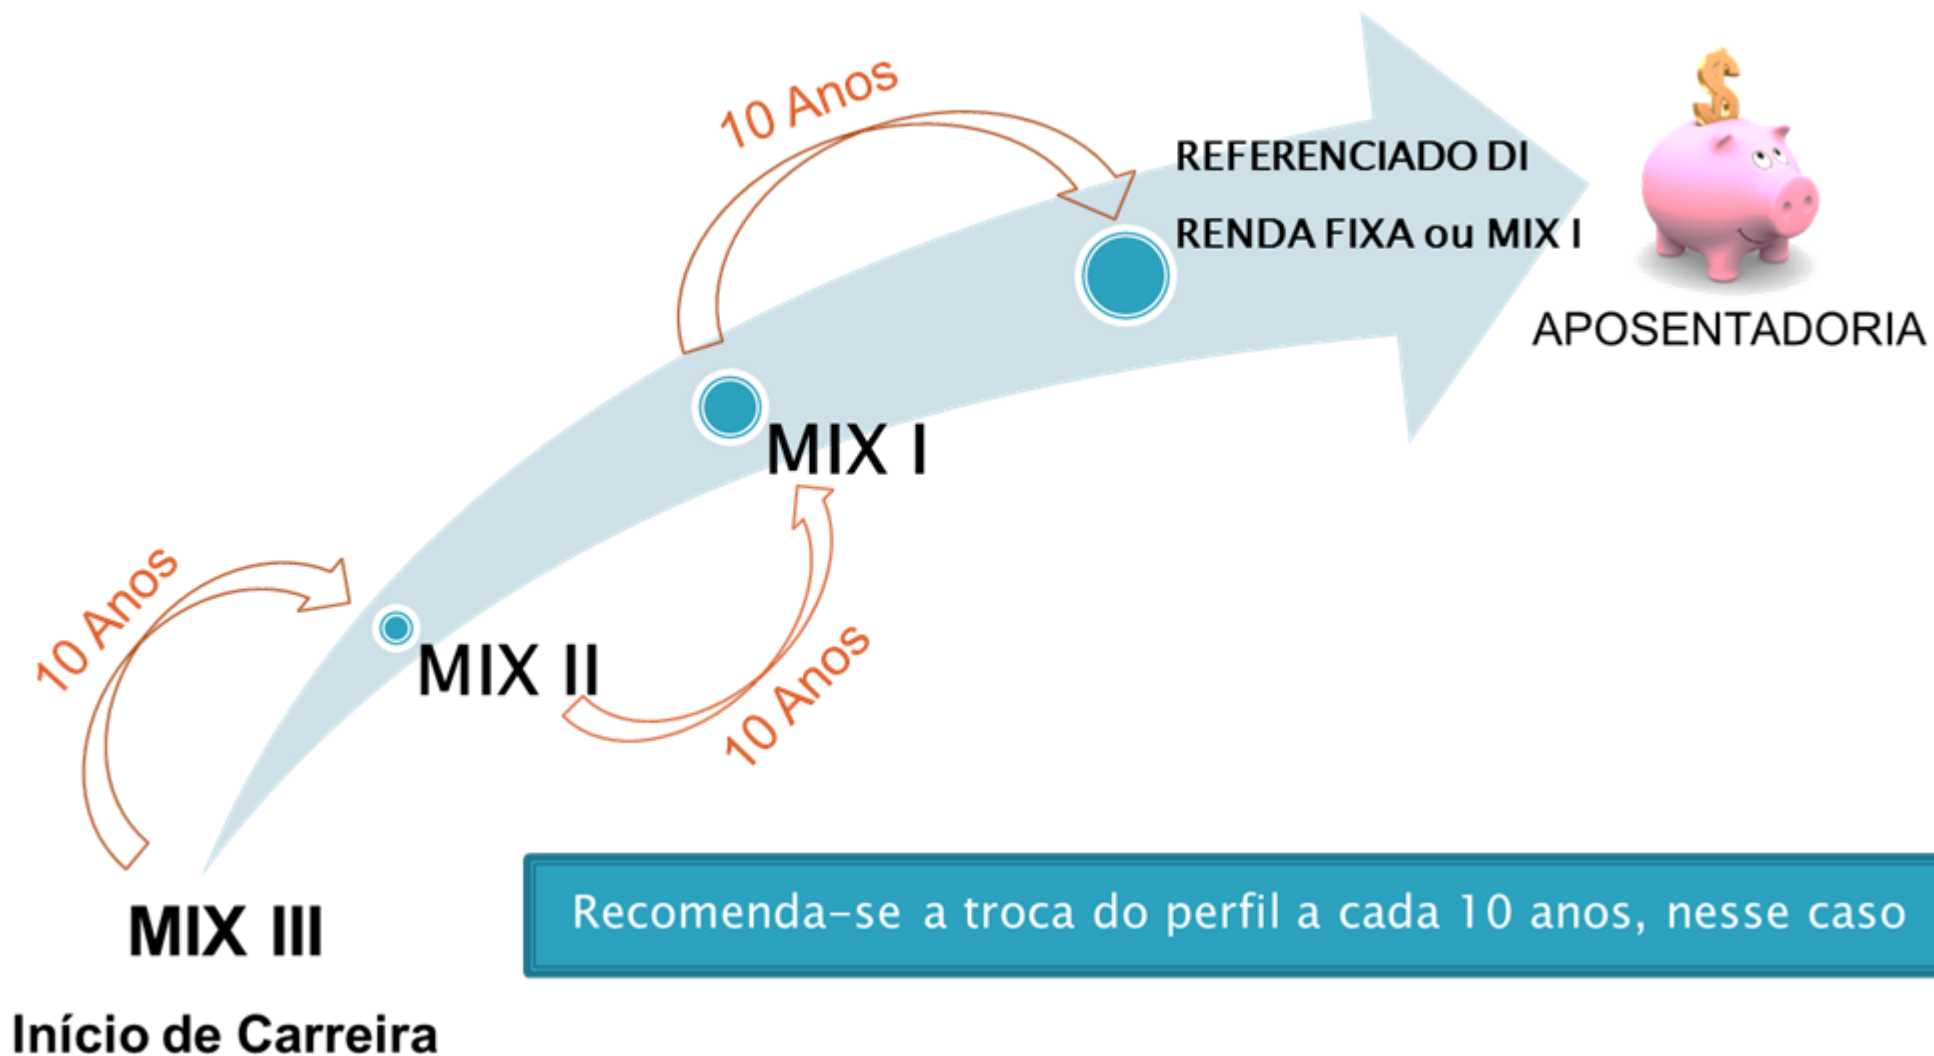 10 Anos
REFERENCIADO DI
RENDA FIXA ou MIX I
APOSENTADORIA
MIX I
10 Anos
MIX II
10 Anos
MIX III
Recomenda-se a troca do perfil a cada 10 anos, nesse caso
Início de Carreira